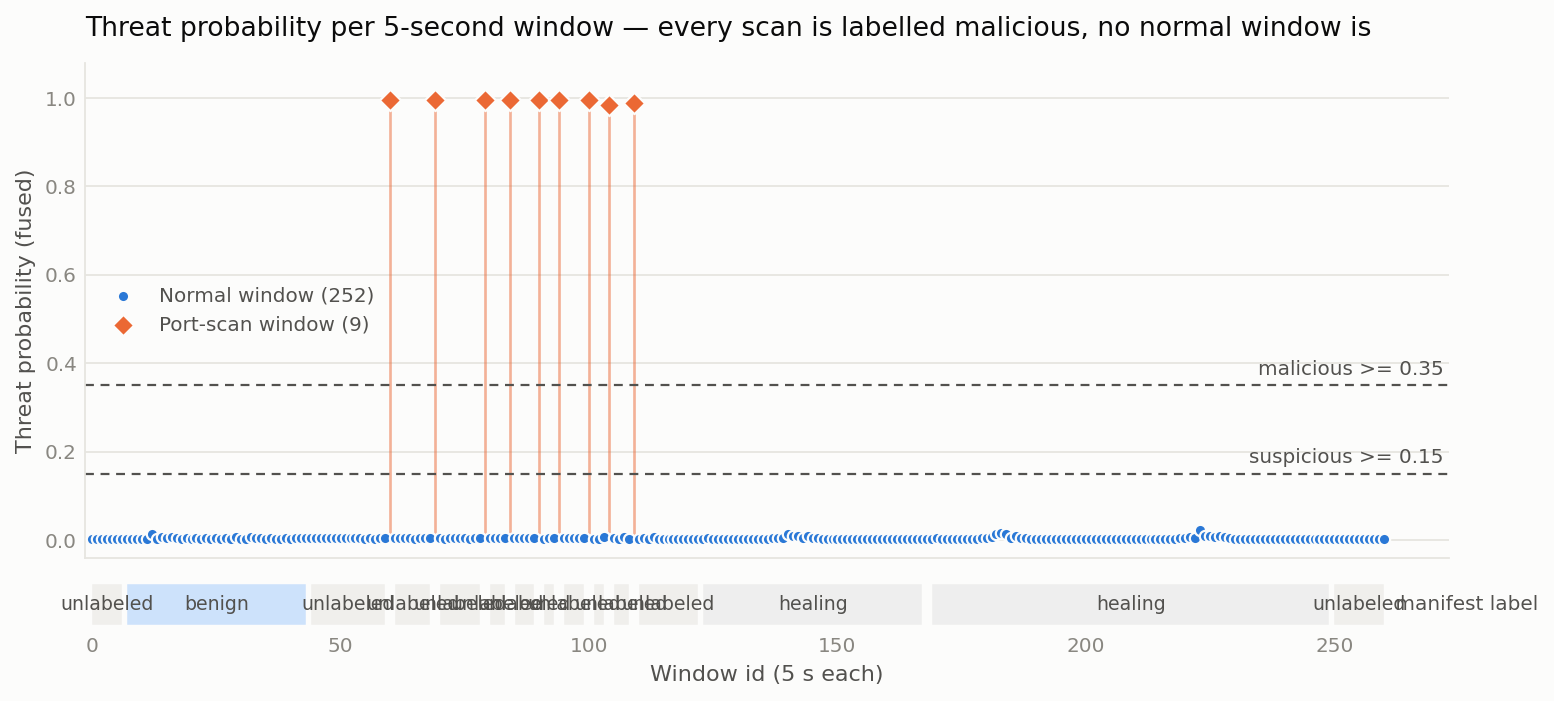 Threat probability per 5-second window — every scan is labelled malicious, no normal window is
Threat probability (fused)
1.0
0.8
0.6
0.4
0.2
0.0
Normal window (252)
Port-scan window (9)
malicious >= 0.35
suspicious >= 0.15
unlabeled benign unlabeled unlabeled healing healing unlabeled manifest label
0 50 100 150 200 250
Window id (5 s each)